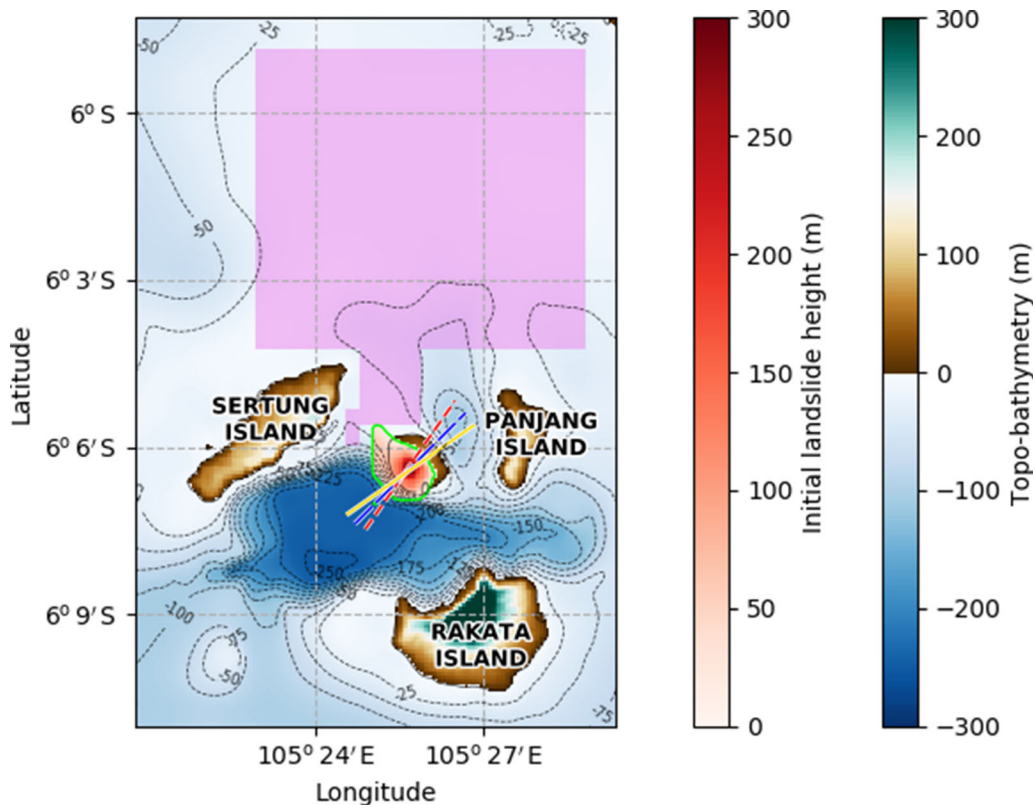 -50
-25
-25
-25
6° S
-50
6° 3′ S
SERTUNG
ISLAND
PANJANG
ISLAND
6° 6′ S
-200
-150
-250
-175
-100
-75
-50
6° 9′ S
RAKATA
ISLAND
-25
-75
105° 24′ E
105° 27′ E
Longitude
Latitude
300
250
200
150
100
50
0
Initial landslide height (m)
300
200
100
0
−100
−200
−300
Topo-bathymetry (m)